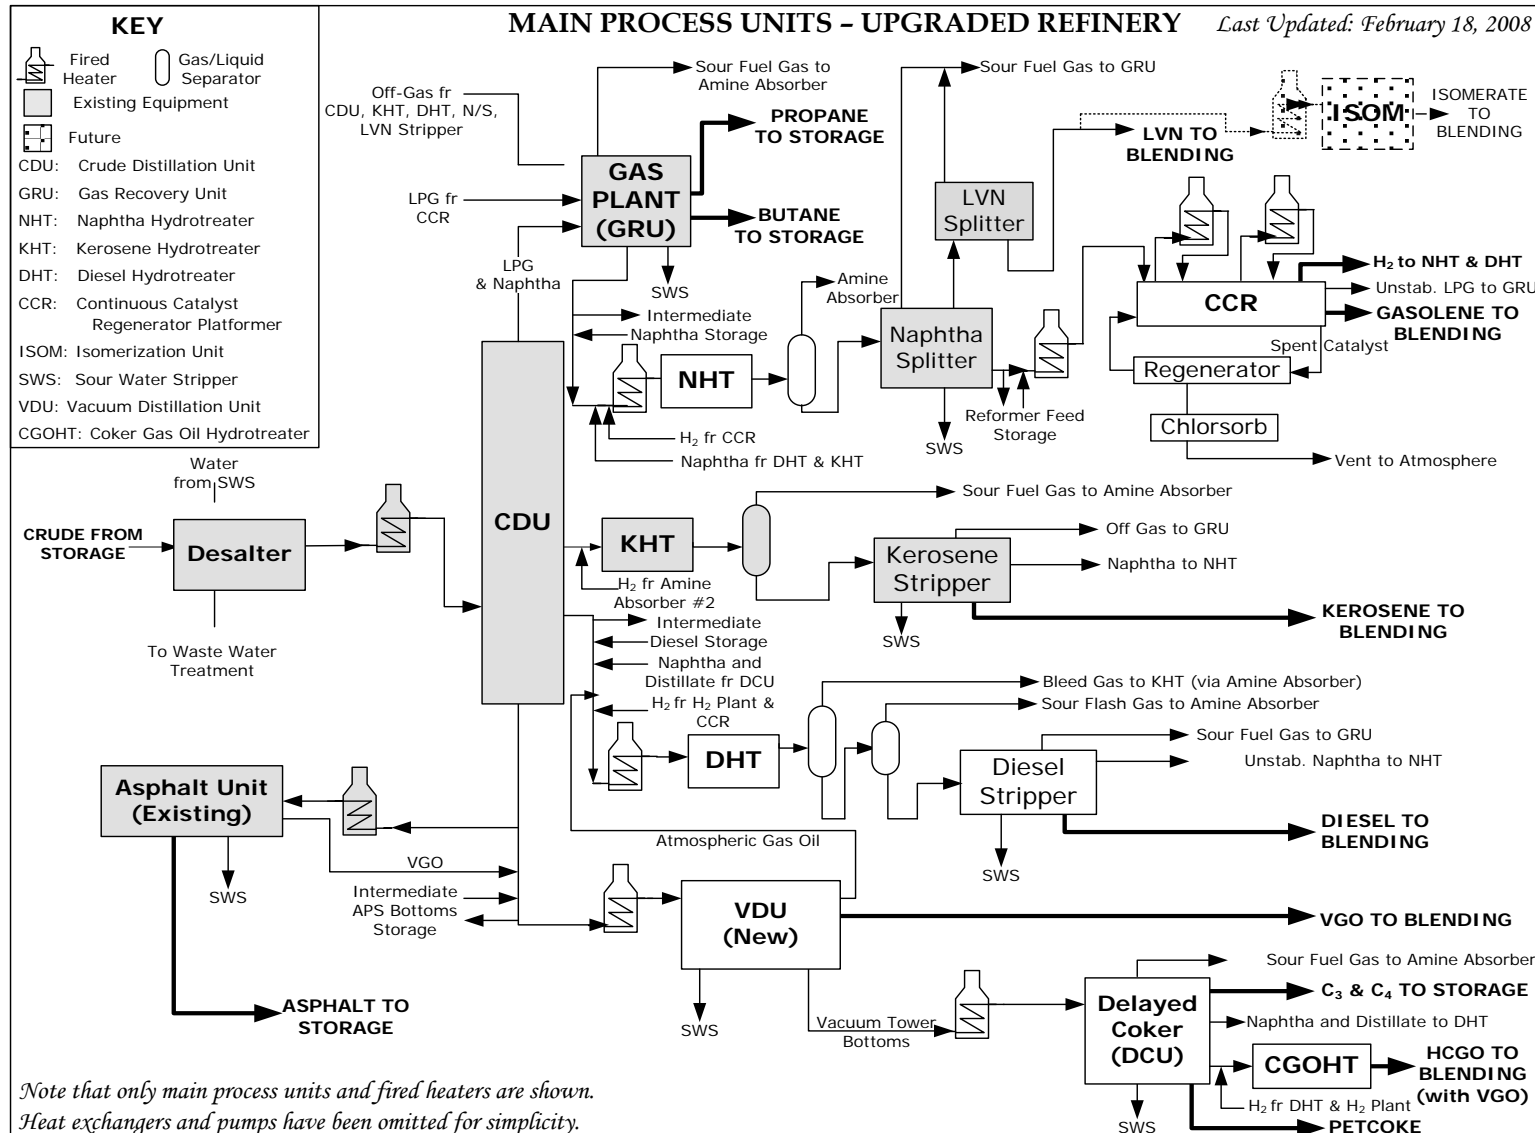 MAIN PROCESS UNITS – UPGRADED REFINERY
Last Updated: February 18, 2008
KEY
Fired
Heater
Gas/Liquid
Separator
Existing Equipment
Future
CDU: Crude Distillation Unit
GRU: Gas Recovery Unit
NHT: Naphtha Hydrotreater
KHT: Kerosene Hydrotreater
DHT: Diesel Hydrotreater
CCR: Continuous Catalyst
Regenerator Platformer
ISOM: Isomerization Unit
SWS: Sour Water Stripper
VDU: Vacuum Distillation Unit
CGOHT: Coker Gas Oil Hydrotreater
Off-Gas fr
CDU, KHT, DHT, N/S,
LVN Stripper
Sour Fuel Gas to
Amine Absorber
PROPANE
TO STORAGE
GAS
PLANT
(GRU)
LPG fr
CCR
BUTANE
TO STORAGE
LPG
& Naphtha
SWS
Intermediate
Naphtha Storage
Amine
Absorber
NHT
H₂ fr CCR
Naphtha fr DHT & KHT
Sour Fuel Gas to GRU
LVN TO
BLENDING
ISOM
ISOMERATE
TO
BLENDING
LVN
Splitter
Naphtha
Splitter
SWS
Reformer Feed
Storage
CCR
H₂ to NHT & DHT
Unstab. LPG to GRU
GASOLENE TO
BLENDING
Spent Catalyst
Regenerator
Chlorsorb
Vent to Atmosphere
Water
from SWS
CRUDE FROM
STORAGE
Desalter
To Waste Water
Treatment
CDU
KHT
H₂ fr Amine
Absorber #2
Sour Fuel Gas to Amine Absorber
Kerosene
Stripper
Off Gas to GRU
Naphtha to NHT
SWS
KEROSENE TO
BLENDING
Intermediate
Diesel Storage
Naphtha and
Distillate fr DCU
H₂ fr H₂ Plant &
CCR
DHT
Bleed Gas to KHT (via Amine Absorber)
Sour Flash Gas to Amine Absorber
Diesel
Stripper
Sour Fuel Gas to GRU
Unstab. Naphtha to NHT
SWS
DIESEL TO
BLENDING
Asphalt Unit
(Existing)
SWS
VGO
Intermediate
APS Bottoms
Storage
ASPHALT TO
STORAGE
Atmospheric Gas Oil
VDU
(New)
VGO TO BLENDING
SWS
Vacuum Tower
Bottoms
Delayed
Coker
(DCU)
Sour Fuel Gas to Amine Absorber
C₃ & C₄ TO STORAGE
Naphtha and Distillate to DHT
CGOHT
HCGO TO
BLENDING
(with VGO)
H₂ fr DHT & H₂ Plant
SWS
PETCOKE
Note that only main process units and fired heaters are shown.
Heat exchangers and pumps have been omitted for simplicity.